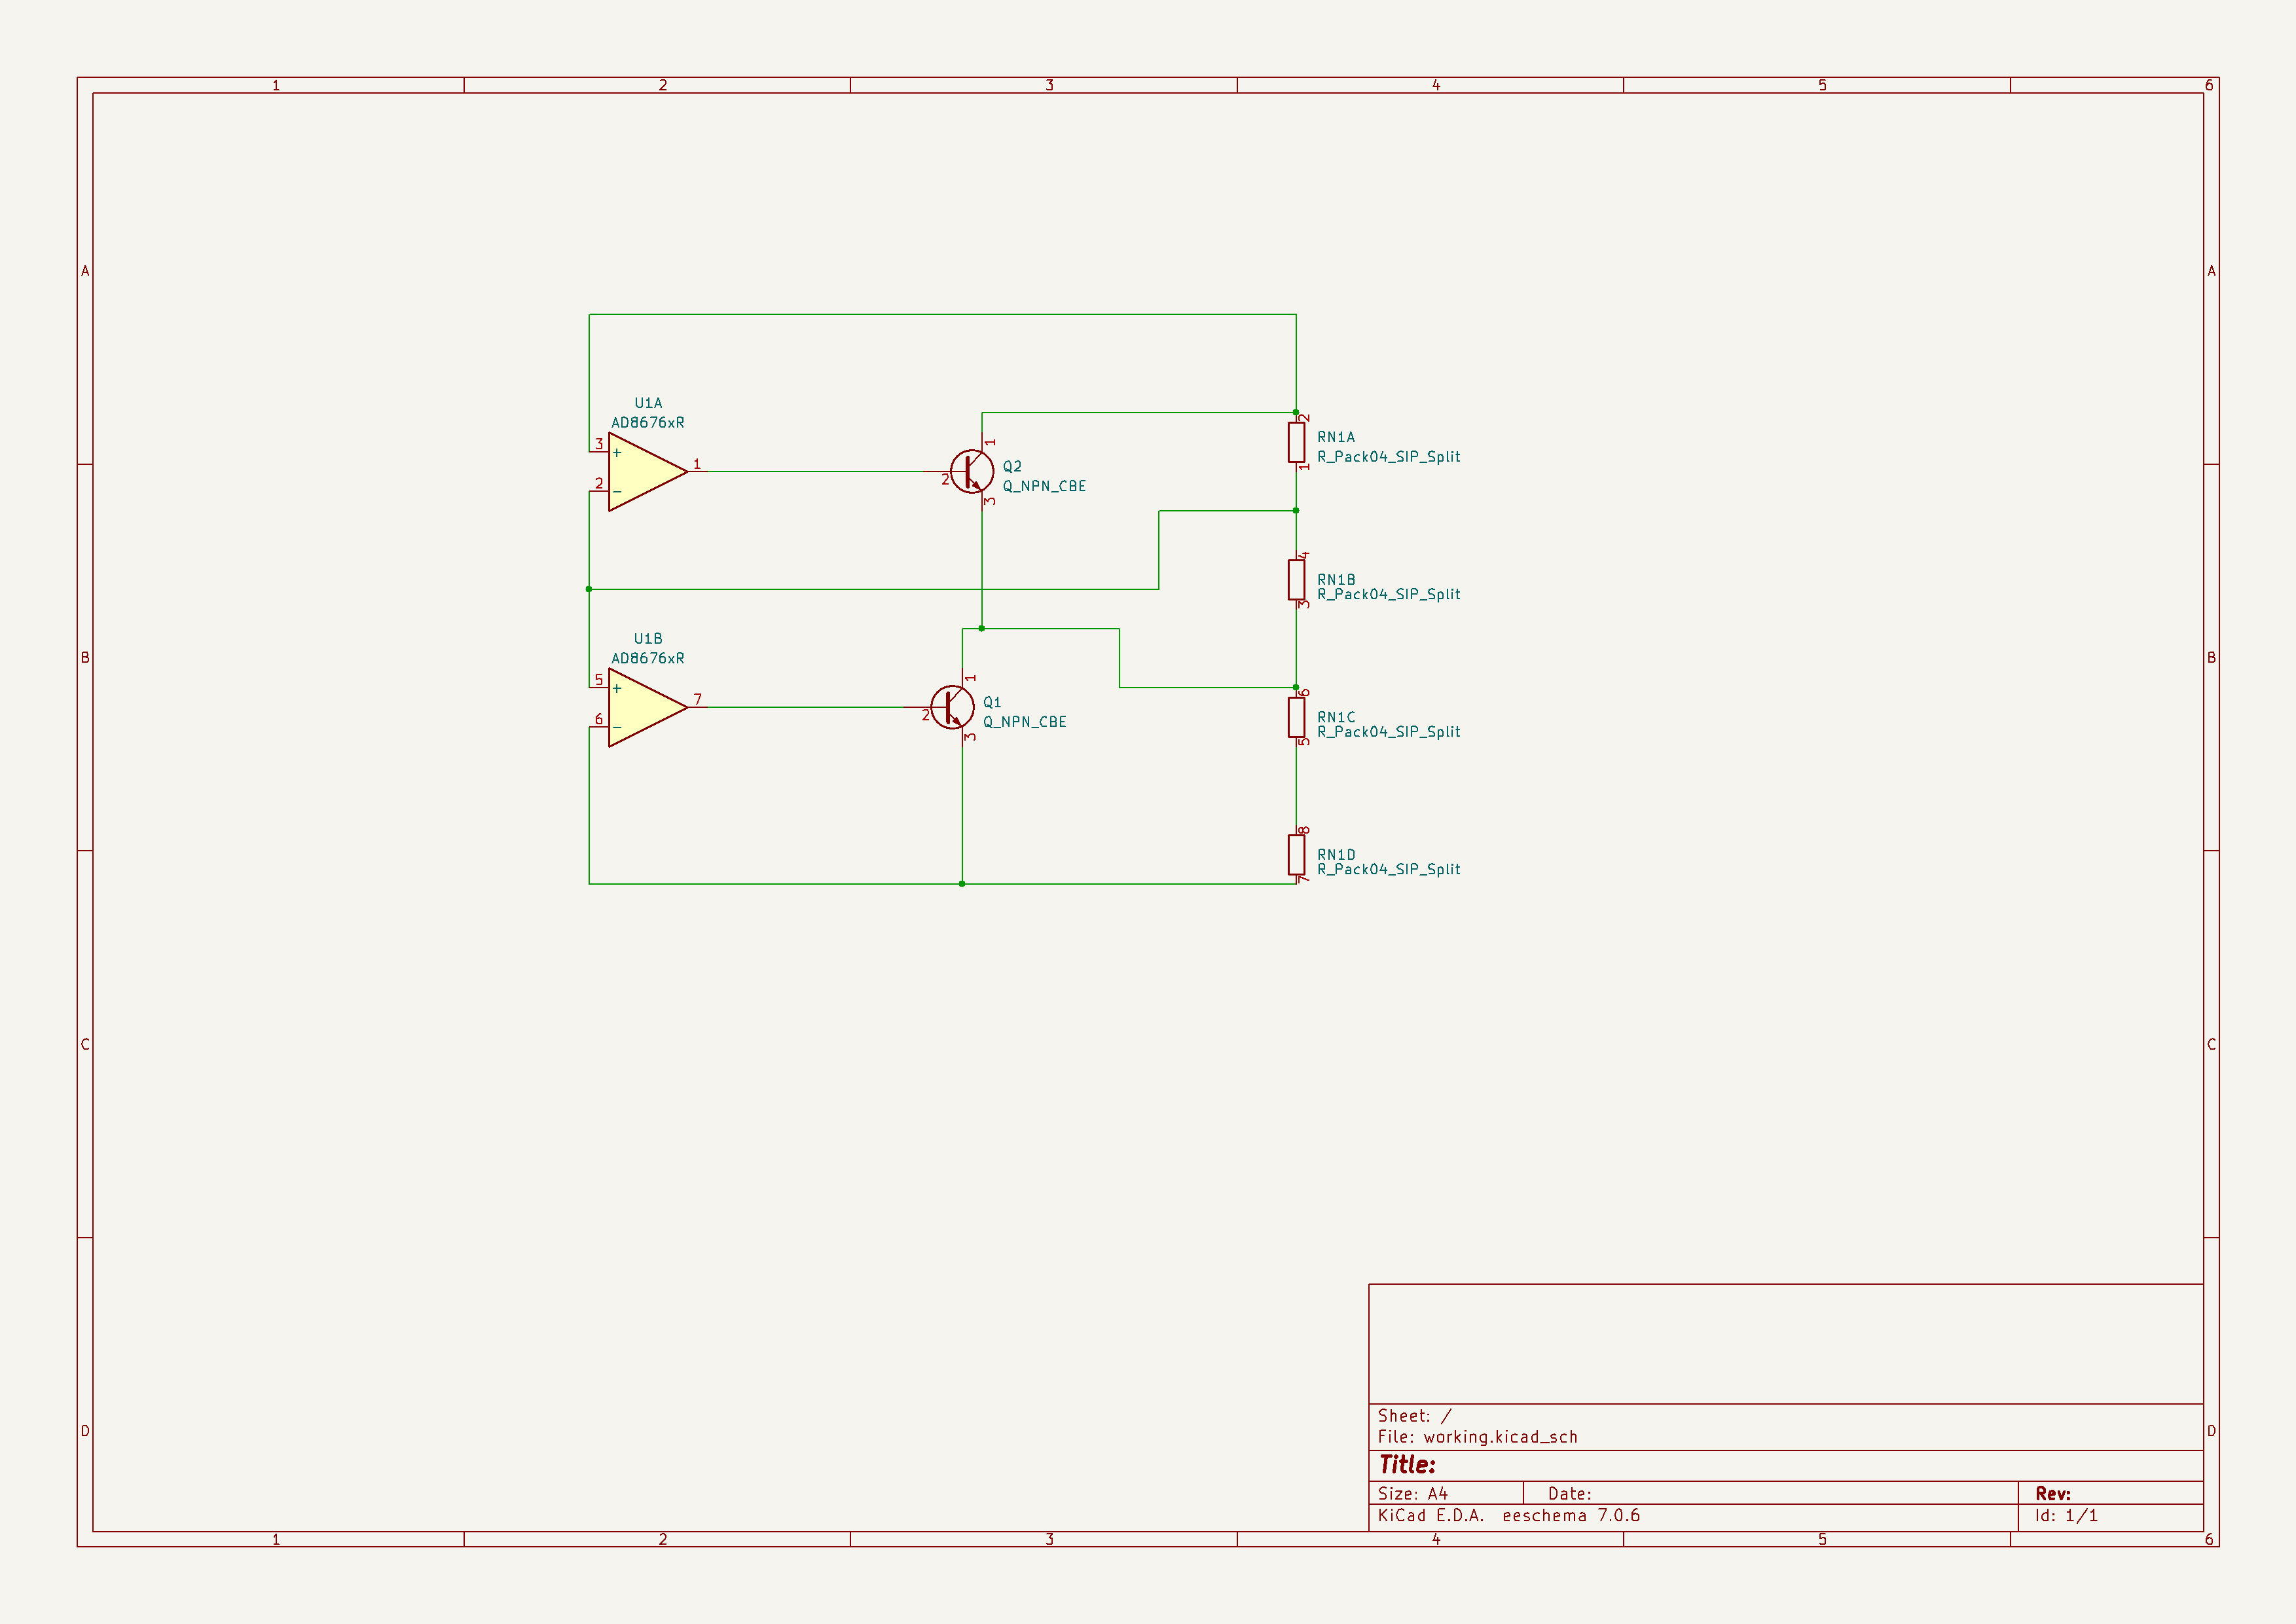 1 2 3 4 5 6
A A
U1A
AD8676xR
3
+
2
−
1
1
2
3
Q2
Q_NPN_CBE
2
1
RN1A
R_Pack04_SIP_Split
4
3
RN1B
R_Pack04_SIP_Split
B B
U1B
AD8676xR
5
+
6
−
7
1
2
3
Q1
Q_NPN_CBE
6
5
RN1C
R_Pack04_SIP_Split
8
7
RN1D
R_Pack04_SIP_Split
C C
D D
Sheet: /
File: working.kicad_sch
Title:
Size: A4 Date: Rev:
KiCad E.D.A. eeschema 7.0.6 Id: 1/1
1 2 3 4 5 6